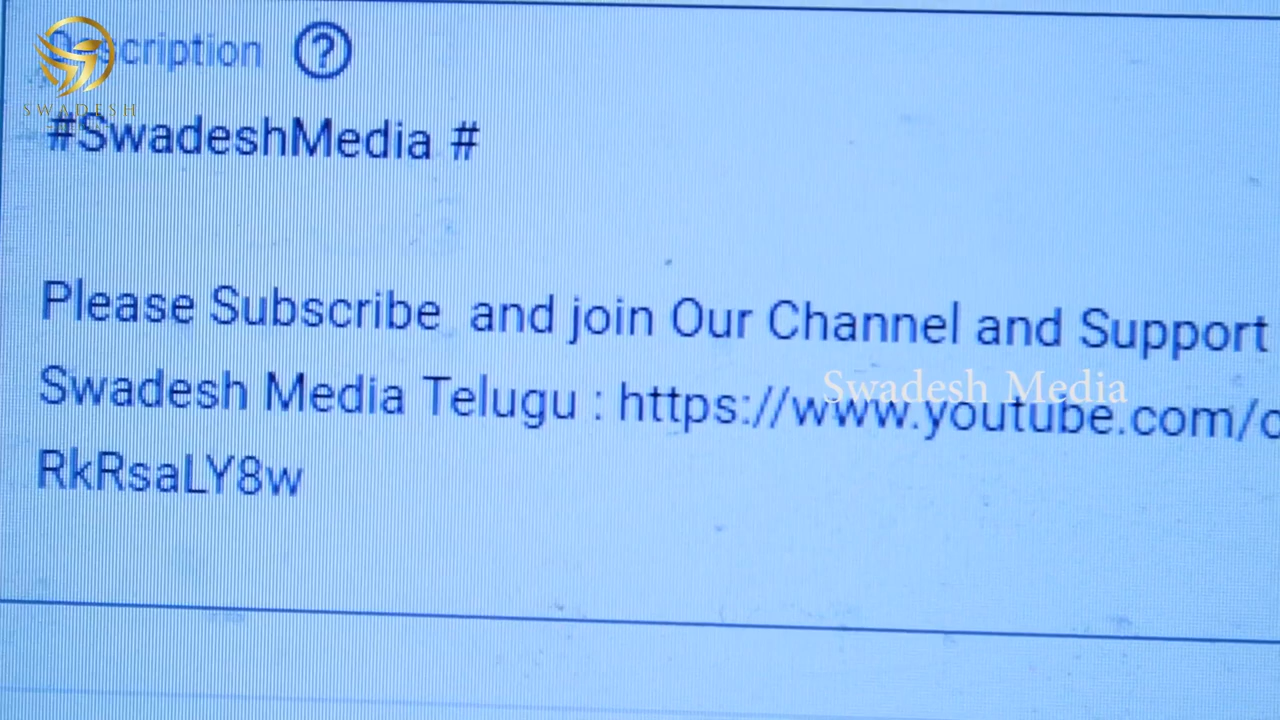 Description ?
SWADESH
#SwadeshMedia #
Please Subscribe  and join Our Channel and Support
Swadesh Media Telugu : https://www.youtube.com/c
Swadesh Media
RkRsaLY8w